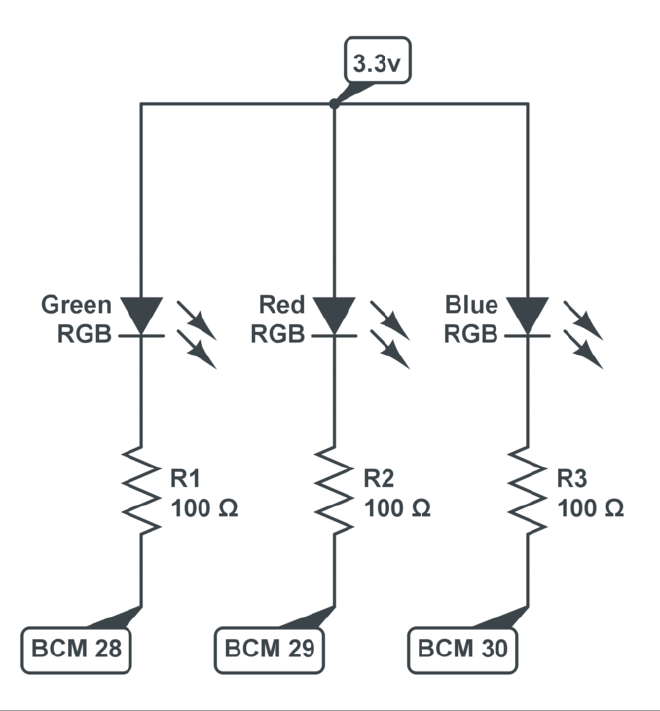 3.3v
Green
RGB
Red
RGB
Blue
RGB
R1
100 Ω
R2
100 Ω
R3
100 Ω
BCM 28
BCM 29
BCM 30